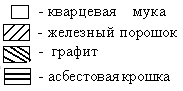 - кварцевая мука
- железный порошок
- графит
- асбестовая крошка